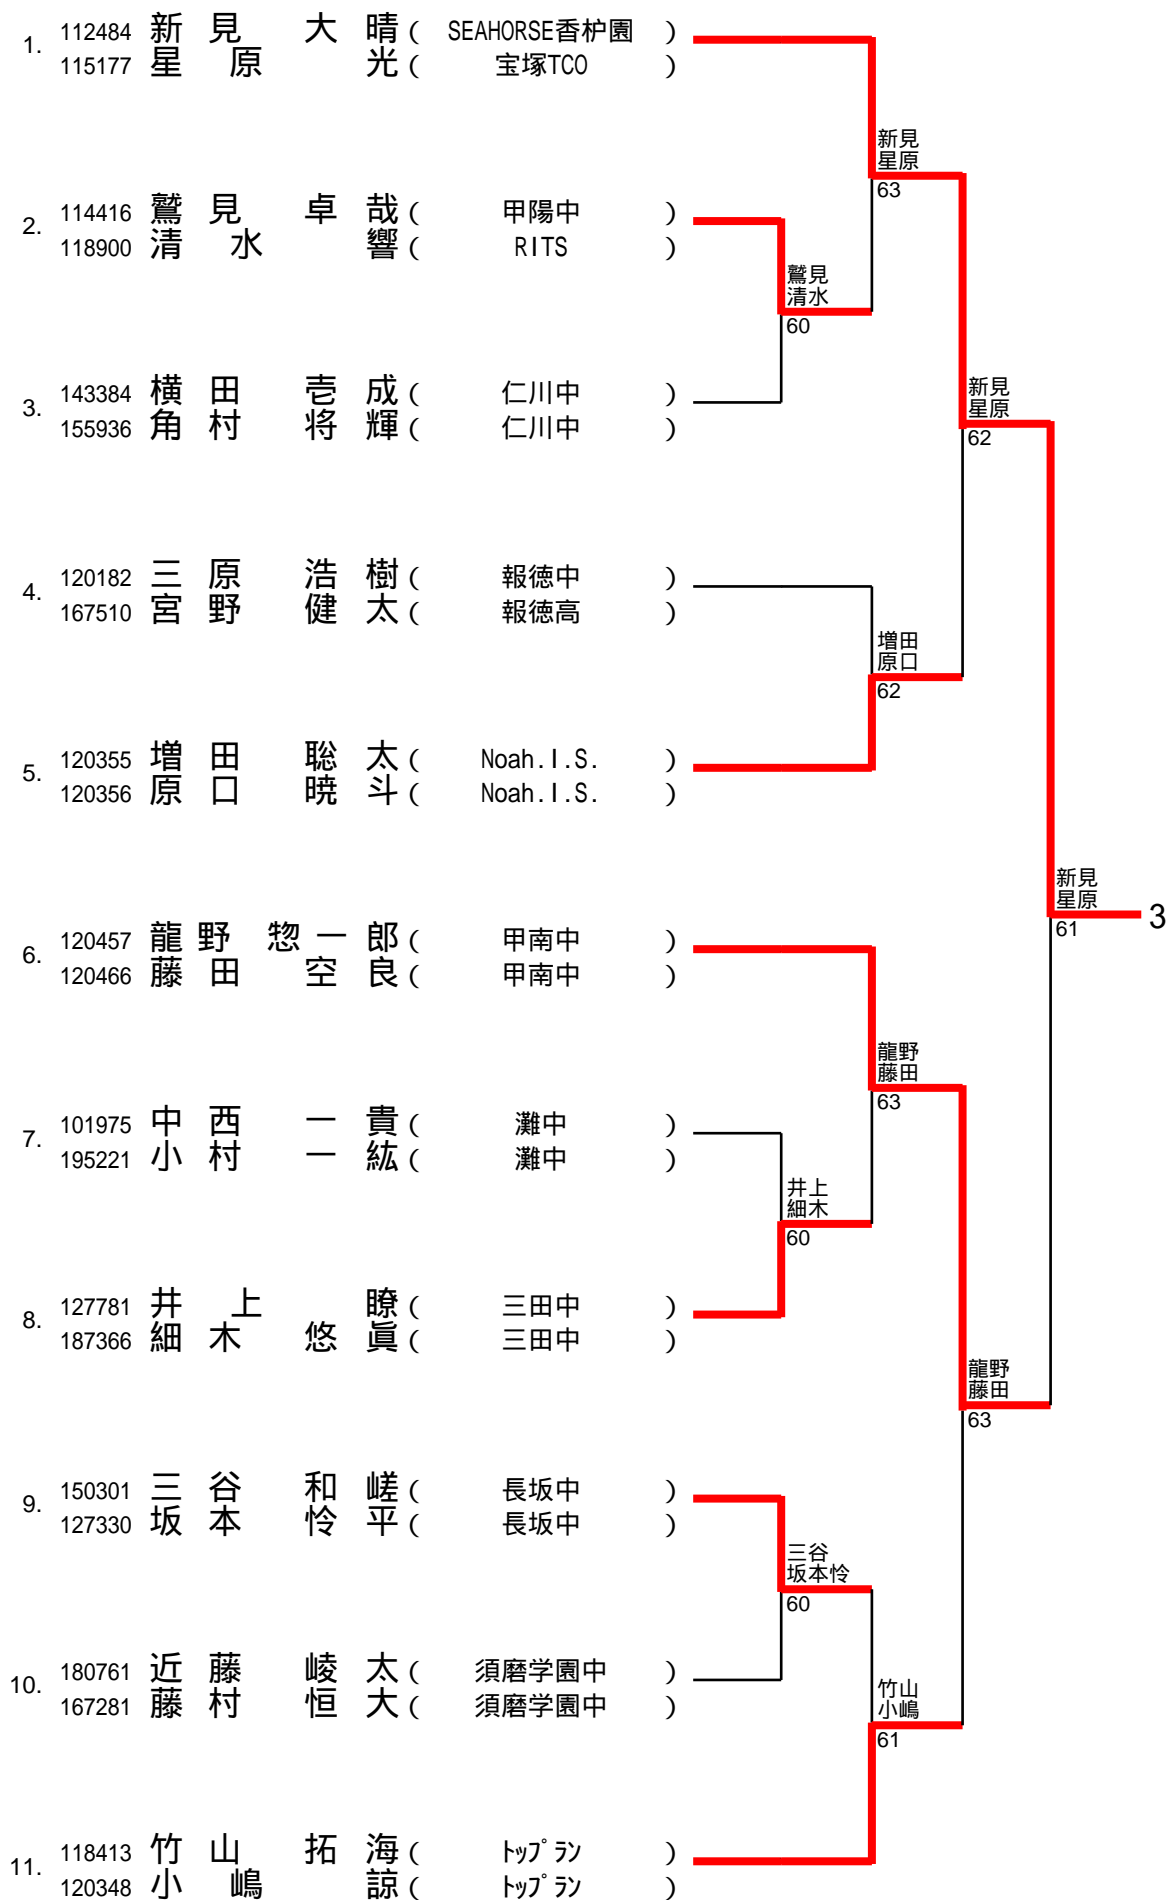 1. 112484 新見 大晴 ( SEAHORSE香枦園 )
115177 星原 光 ( 宝塚TCO )
新見
星原
63
2. 114416 鷲見 卓哉 ( 甲陽中 )
118900 清水 響 ( RITS )
鷲見
清水
60
3. 143384 横田 壱成 ( 仁川中 )
155936 角村 将輝 ( 仁川中 )
新見
星原
62
4. 120182 三原 浩樹 ( 報徳中 )
167510 宮野 健太 ( 報徳高 )
増田
原口
62
5. 120355 増田 聡太 ( Noah.I.S. )
120356 原口 暁斗 ( Noah.I.S. )
新見
星原
61
3
6. 120457 龍野 惣一郎 ( 甲南中 )
120466 藤田 空良 ( 甲南中 )
龍野
藤田
63
7. 101975 中西 一貴 ( 灘中 )
195221 小村 一紘 ( 灘中 )
井上
細木
60
8. 127781 井上 瞭 ( 三田中 )
187366 細木 悠眞 ( 三田中 )
龍野
藤田
63
9. 150301 三谷 和嵯 ( 長坂中 )
127330 坂本 怜平 ( 長坂中 )
三谷
坂本怜
60
10. 180761 近藤 崚太 ( 須磨学園中 )
167281 藤村 恒大 ( 須磨学園中 )
竹山
小嶋
61
11. 118413 竹山 拓海 ( ﾄｯﾌﾟﾗﾝ )
120348 小嶋 諒 ( ﾄｯﾌﾟﾗﾝ )